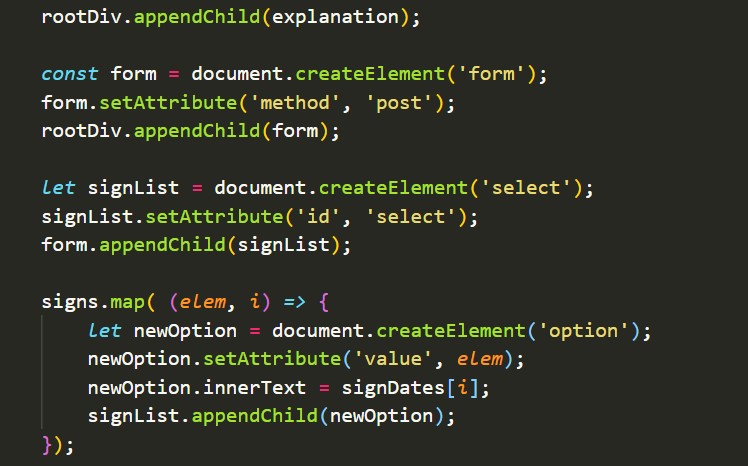 rootDiv.appendChild(explanation);
const form = document.createElement('form');
form.setAttribute('method', 'post');
rootDiv.appendChild(form);
let signList = document.createElement('select');
signList.setAttribute('id', 'select');
form.appendChild(signList);
signs.map( (elem, i) => {
let newOption = document.createElement('option');
newOption.setAttribute('value', elem);
newOption.innerText = signDates[i];
signList.appendChild(newOption);
});